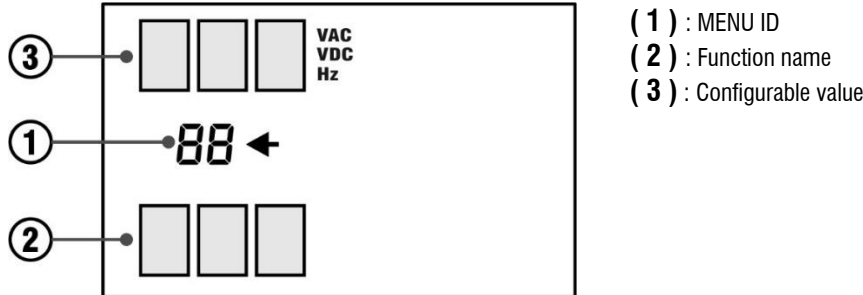 3
VAC
VDC
Hz
1
88
2
( 1 ) : MENU ID
( 2 ) : Function name
( 3 ) : Configurable value